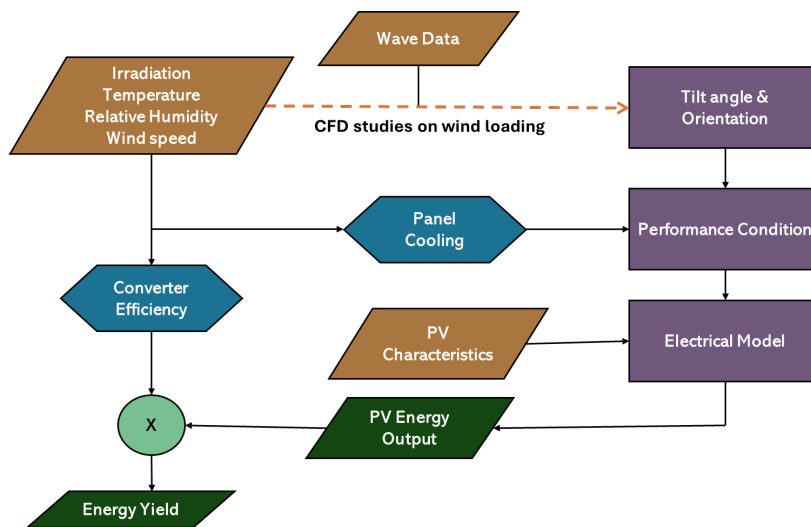 Wave Data
Irradiation
Temperature
Relative Humidity
Wind speed
CFD studies on wind loading
Tilt angle &
Orientation
Panel
Cooling
Performance Condition
Converter
Efficiency
PV
Characteristics
Electrical Model
X
PV Energy
Output
Energy Yield